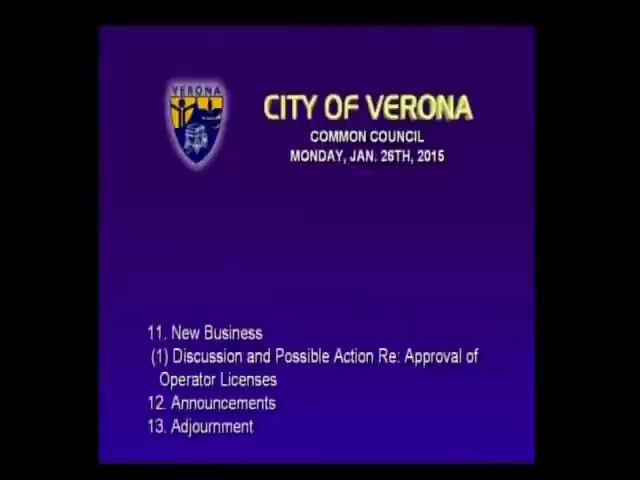 VERONA
CITY OF VERONA
COMMON COUNCIL
MONDAY, JAN. 26TH, 2015
11. New Business
(1) Discussion and Possible Action Re: Approval of
Operator Licenses
12. Announcements
13. Adjournment